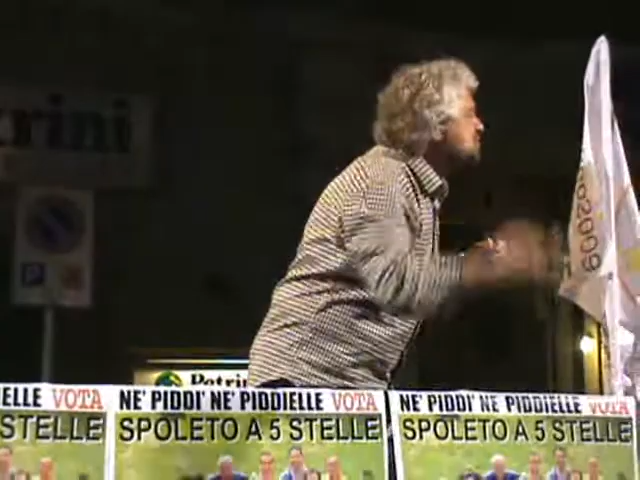 rini
Petrini
ELLE VOTA
STELLE
NE' PIDDI' NE' PIDDIELLE VOTA
SPOLETO A 5 STELLE
NE' PIDDI' NE' PIDDIELLE VOTA
SPOLETO A 5 STELLE
2009
P